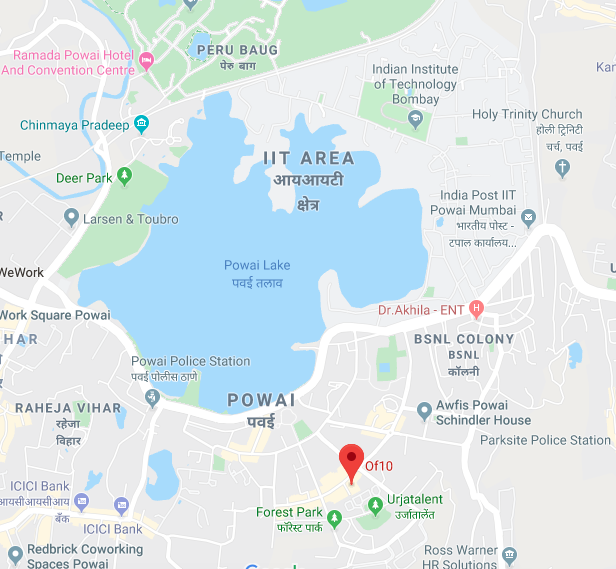 PERU BAUG
पेरु बाग
Ramada Powai Hotel
And Convention Centre
Indian Institute
of Technology
Bombay
Kan
Holy Trinity Church
होली ट्रिनिटी
चर्च, पवई
Chinmaya Pradeep
Temple
IIT AREA
आयआयटी
क्षेत्र
Deer Park
India Post IIT
Powai Mumbai
भारतीय पोस्ट -
टपाल कार्यालय...
Larsen & Toubro
Powai Lake
पवई तलाव
WeWork
Work Square Powai
HAR
Dr.Akhila - ENT
BSNL COLONY
BSNL
कॉलनी
Powai Police Station
पवई पोलीस ठाणे
POWAI
पवई
RAHEJA VIHAR
रहेजा
विहार
Awfis Powai
Schindler House
Parksite Police Station
Of10
ICICI Bank
आयसीआयसीआय
बँक
ICICI Bank
Urjatalent
उर्जातालेंत
Forest Park
फॉरेस्ट पार्क
Redbrick Coworking
Spaces Powai
Ross Warner
HR Solutions